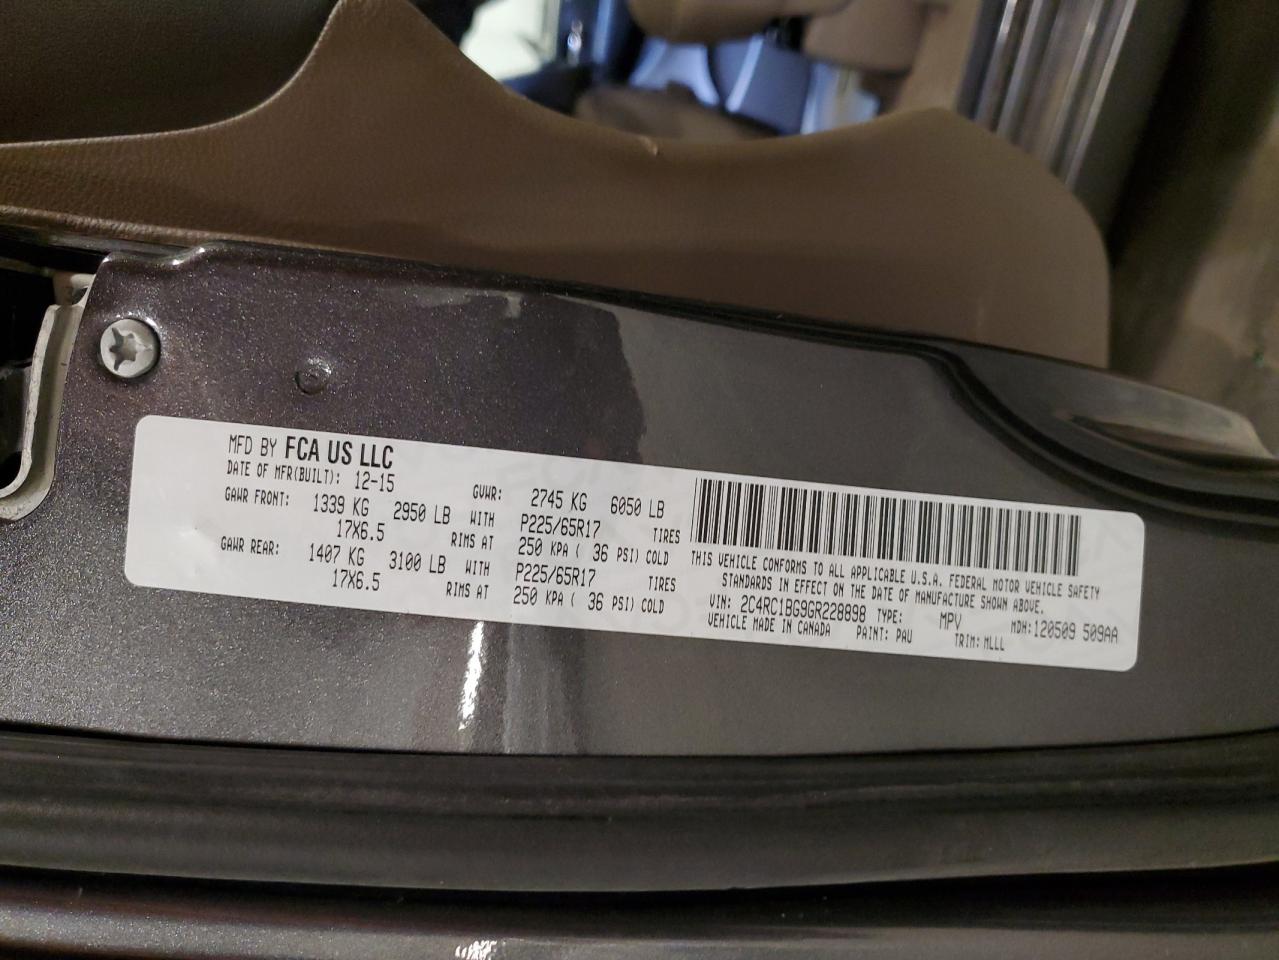 MFD BY FCA US LLC
DATE OF MFR(BUILT): 12-15 GVWR: 2745 KG 6050 LB
GAWR FRONT: 1339 KG 2950 LB WITH P225/65R17 TIRES
17X6.5 RIMS AT 250 KPA ( 36 PSI) COLD
GAWR REAR: 1407 KG 3100 LB WITH P225/65R17 TIRES
17X6.5 RIMS AT 250 KPA ( 36 PSI) COLD
THIS VEHICLE CONFORMS TO ALL APPLICABLE U.S.A. FEDERAL MOTOR VEHICLE SAFETY
STANDARDS IN EFFECT ON THE DATE OF MANUFACTURE SHOWN ABOVE.
VIN: 2C4RC1BG9GR228898 TYPE: MPV MDH:120509 509AA
VEHICLE MADE IN CANADA PAINT: PAU TRIM: MLLL